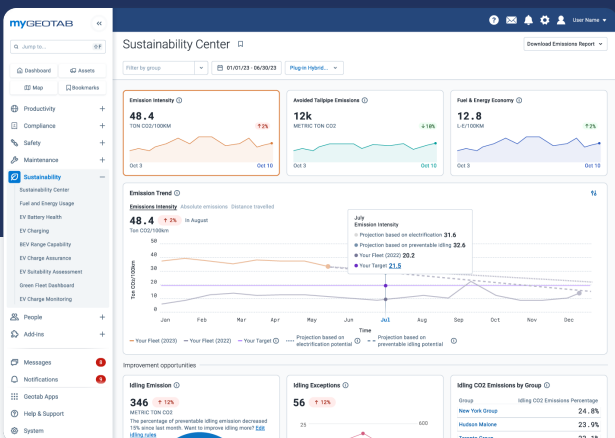 myGEOTAB
Jump to...
User Name
Dashboard
Assets
Map
Bookmarks
Productivity
Compliance
Safety
Maintenance
Sustainability
Sustainability Center
Fuel and Energy Usage
EV Battery Health
EV Charging
BEV Range Capability
EV Charge Assurance
EV Suitability Assessment
Green Fleet Dashboard
EV Charge Monitoring
People
Add-ins
Messages
Notifications
Geotab Apps
Help & Support
System
Sustainability Center
Download Emissions Report
Filter by group
01/01/23 - 06/30/23
Plug-in Hybrid...
Emission Intensity
48.4
TON CO2/100KM
↑2%
Oct 3
Oct 10
Avoided Tailpipe Emissions
12k
METRIC TON CO2
↓10%
Oct 3
Oct 10
Fuel & Energy Economy
12.8
L-E/100KM
↑2%
Oct 3
Oct 10
Emission Trend
Emissions Intensity Absolute emissions Distance travelled
48.4 ↑ 2% In August
Ton CO2/100km
July
Emission Intensity
Projection based on electrification 31.6
Projection based on preventable idling 32.6
Your Fleet (2022) 20.2
Your Target 21.5
Ton CO2/100km
50
40
30
20
10
0
Jan Feb Mar Apr May Jun Jul Aug Sep Oct Nov Dec
Time
Your Fleet (2023)
Your Fleet (2022)
Your Target
Projection based on
electrification potential
Projection based on
preventable idling potential
Improvement opportunities
Idling Emission
346 ↑ 12%
METRIC TON CO2
The percentage of preventable idling emission decreased
15% since last month. Want to improve idling more? Edit
idling rules
Idling Exceptions
56 ↑ 12%
25
600
Idling CO2 Emissions by Group
Group Idling CO2 Emissions Percentage
New York Group 24.8%
Hudson Malone 23.9%